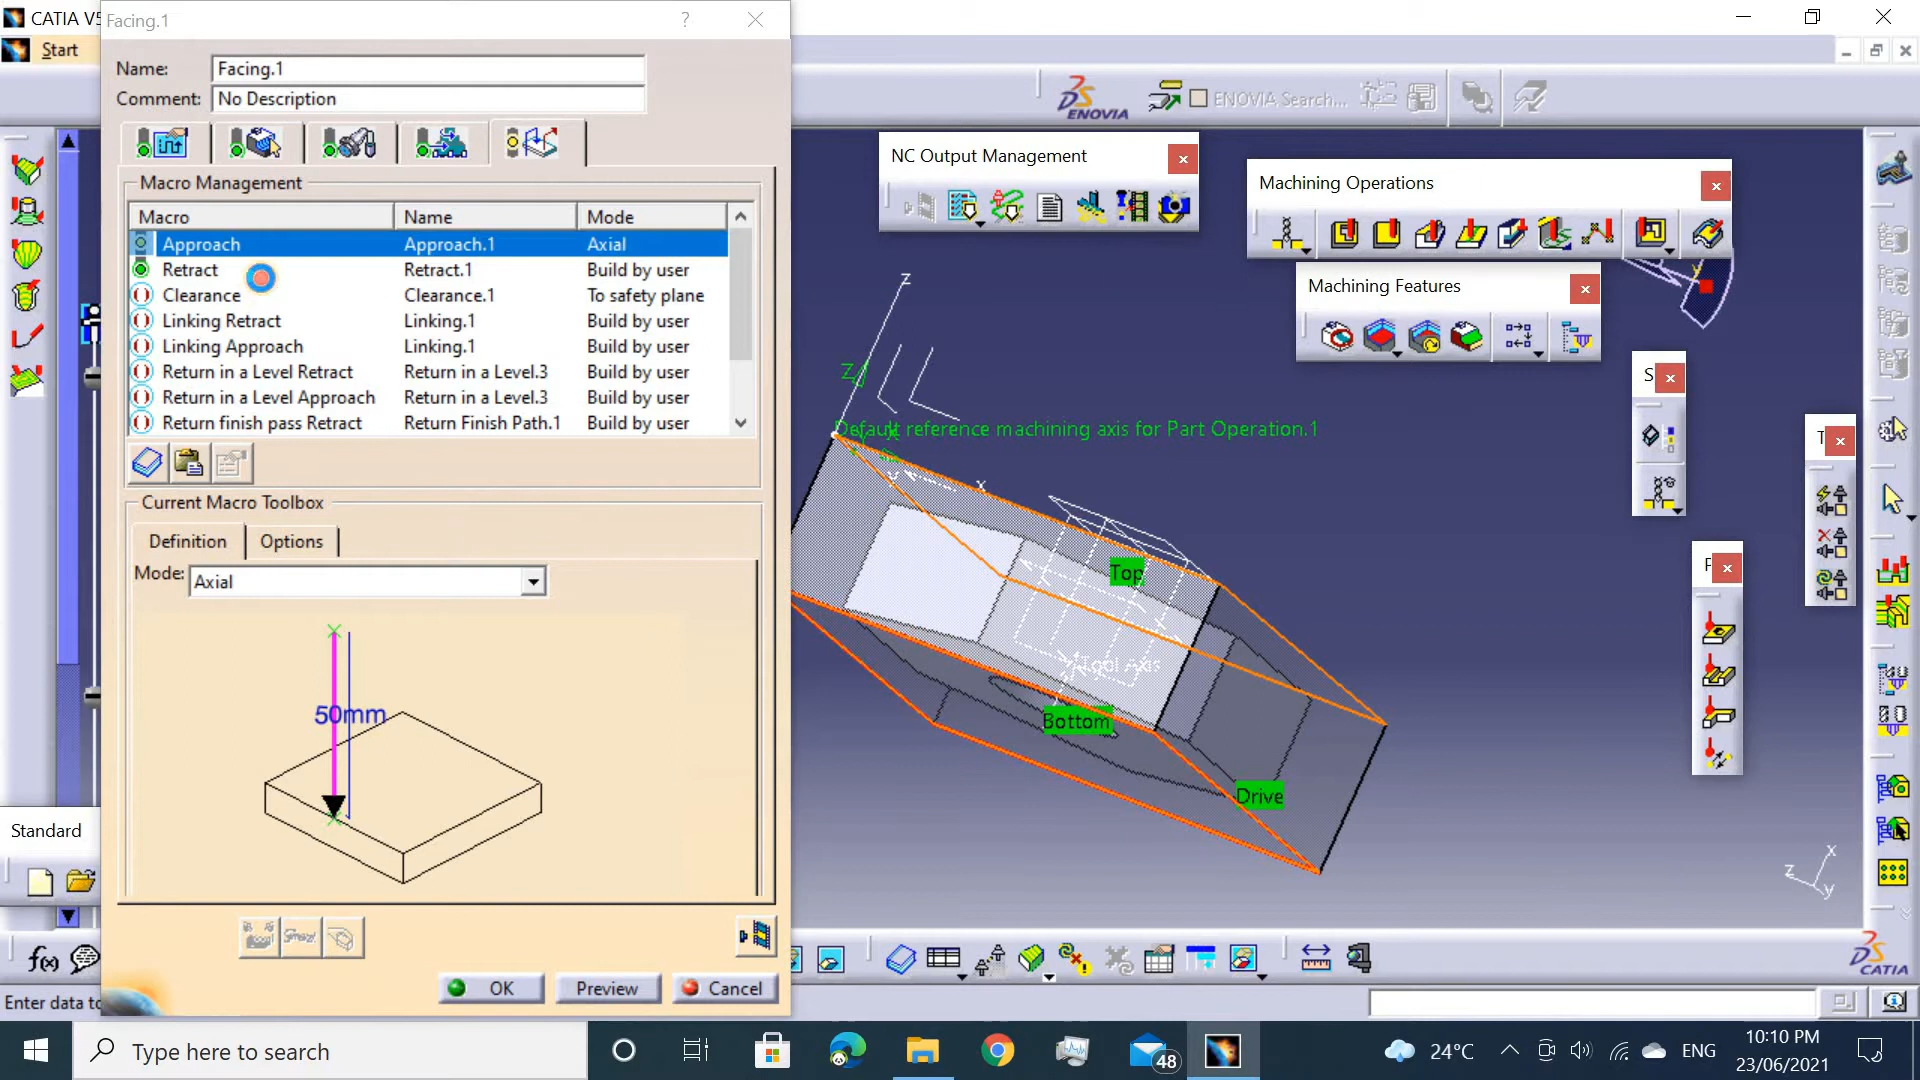 CATIA V5
Facing.1
?
Start
Name:
Facing.1
Comment:
No Description
ENOVIA
ENOVIA Search...
NC Output Management
Machining Operations
Machining Features
Macro Management
Macro Name Mode
Approach Approach.1 Axial
Retract Retract.1 Build by user
Clearance Clearance.1 To safety plane
Linking Retract Linking.1 Build by user
Linking Approach Linking.1 Build by user
Return in a Level Retract Return in a Level.3 Build by user
Return in a Level Approach Return in a Level.3 Build by user
Return finish pass Retract Return Finish Path.1 Build by user
Current Macro Toolbox
Definition Options
Mode: Axial
50mm
OK Preview Cancel
z
Default reference machining axis for Part Operation.1
x
y
Top
Tool Axis
Bottom
Drive
S
T
F
x
z
y
Standard
f(x)
CATIA
Enter data to
Type here to search
48
24°C
ENG
10:10 PM
23/06/2021